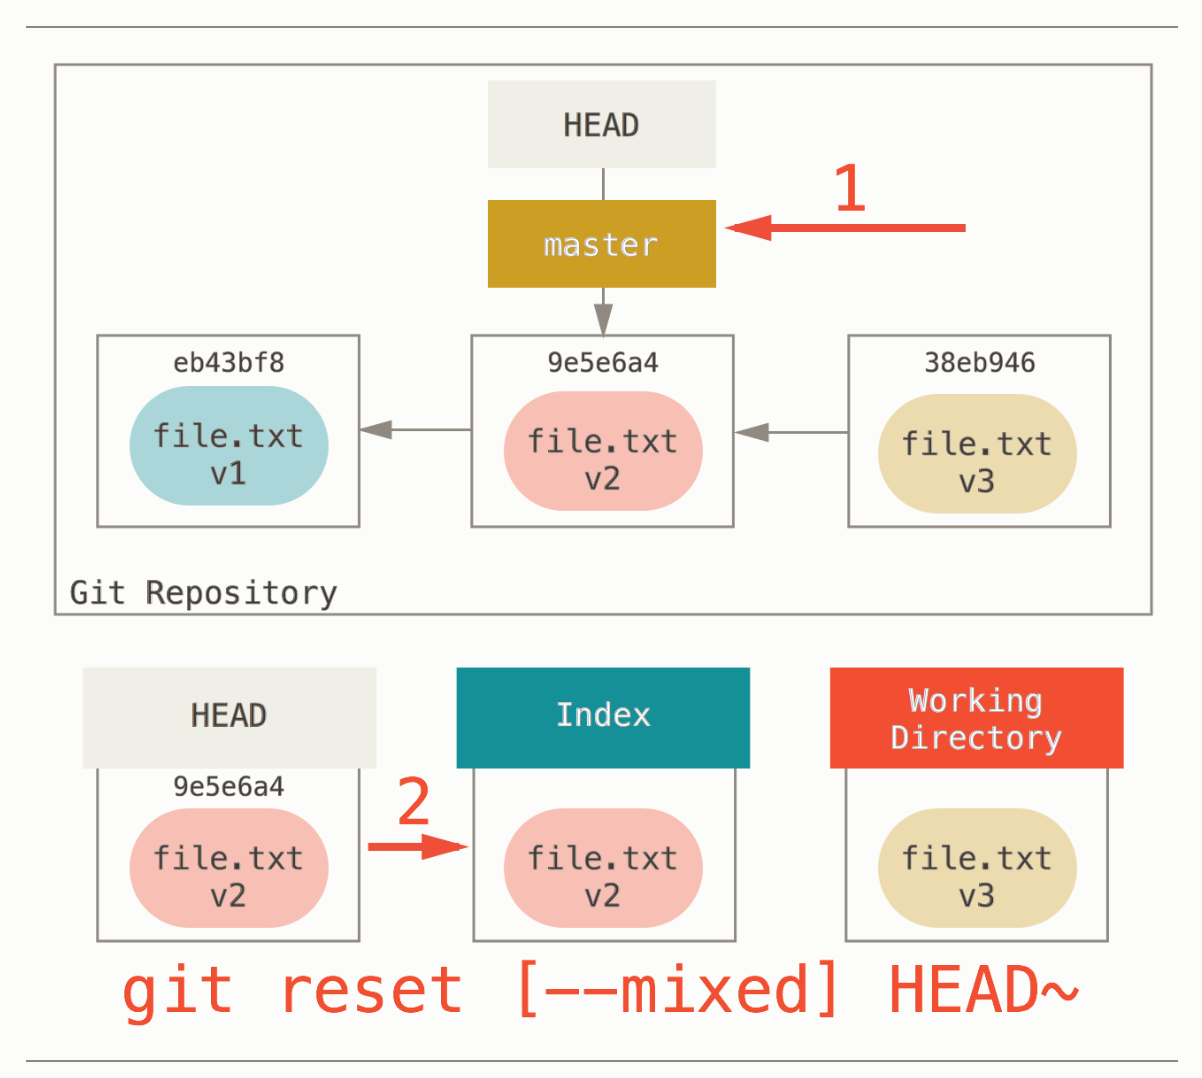 HEAD
1
master
eb43bf8
file.txt
v1
9e5e6a4
file.txt
v2
38eb946
file.txt
v3
Git Repository
HEAD
9e5e6a4
file.txt
v2
2
Index
file.txt
v2
Working
Directory
file.txt
v3
git reset [--mixed] HEAD~